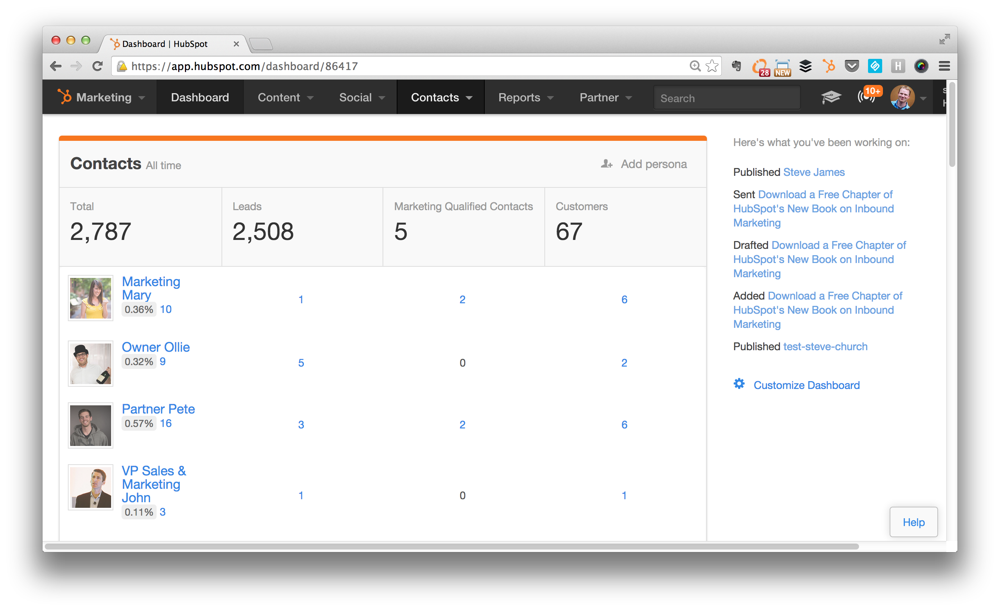 Dashboard | HubSpot
https://app.hubspot.com/dashboard/86417
28
NEW
H
Marketing
Dashboard
Content
Social
Contacts
Reports
Partner
Search
10+
S
H
Contacts All time
Add persona
Total
2,787
Leads
2,508
Marketing Qualified Contacts
5
Customers
67
Marketing
Mary
0.36% 10
1
2
6
Owner Ollie
0.32% 9
5
0
2
Partner Pete
0.57% 16
3
2
6
VP Sales &
Marketing
John
0.11% 3
1
0
1
Here's what you've been working on:
Published Steve James
Sent Download a Free Chapter of
HubSpot's New Book on Inbound
Marketing
Drafted Download a Free Chapter of
HubSpot's New Book on Inbound
Marketing
Added Download a Free Chapter of
HubSpot's New Book on Inbound
Marketing
Published test-steve-church
Customize Dashboard
Help